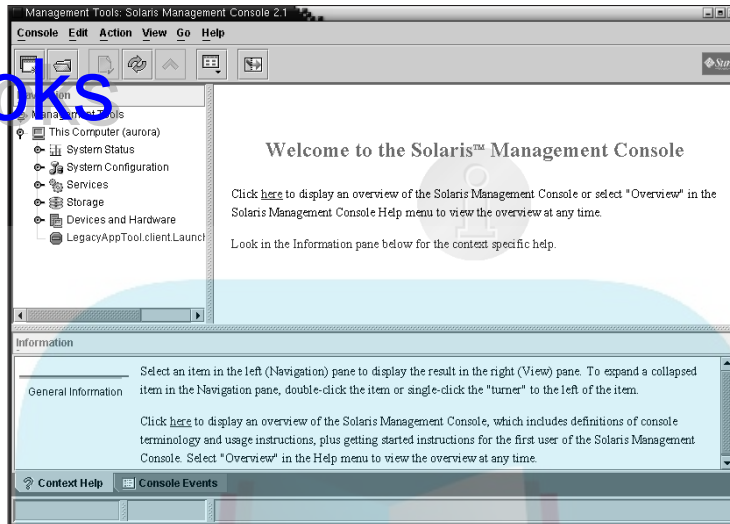 Management Tools: Solaris Management Console 2.1
Console Edit Action View Go Help
Sun
oks
Navigation
Management Tools
This Computer (aurora)
System Status
System Configuration
Services
Storage
Devices and Hardware
LegacyAppTool.client.Launch
Welcome to the Solaris™ Management Console
Click here to display an overview of the Solaris Management Console or select "Overview" in the
Solaris Management Console Help menu to view the overview at any time.
Look in the Information pane below for the context specific help.
Information
General Information
Select an item in the left (Navigation) pane to display the result in the right (View) pane. To expand a collapsed
item in the Navigation pane, double-click the item or single-click the "turner" to the left of the item.
Click here to display an overview of the Solaris Management Console, which includes definitions of console
terminology and usage instructions, plus getting started instructions for the first user of the Solaris Management
Console. Select "Overview" in the Help menu to view the overview at any time.
Context Help
Console Events